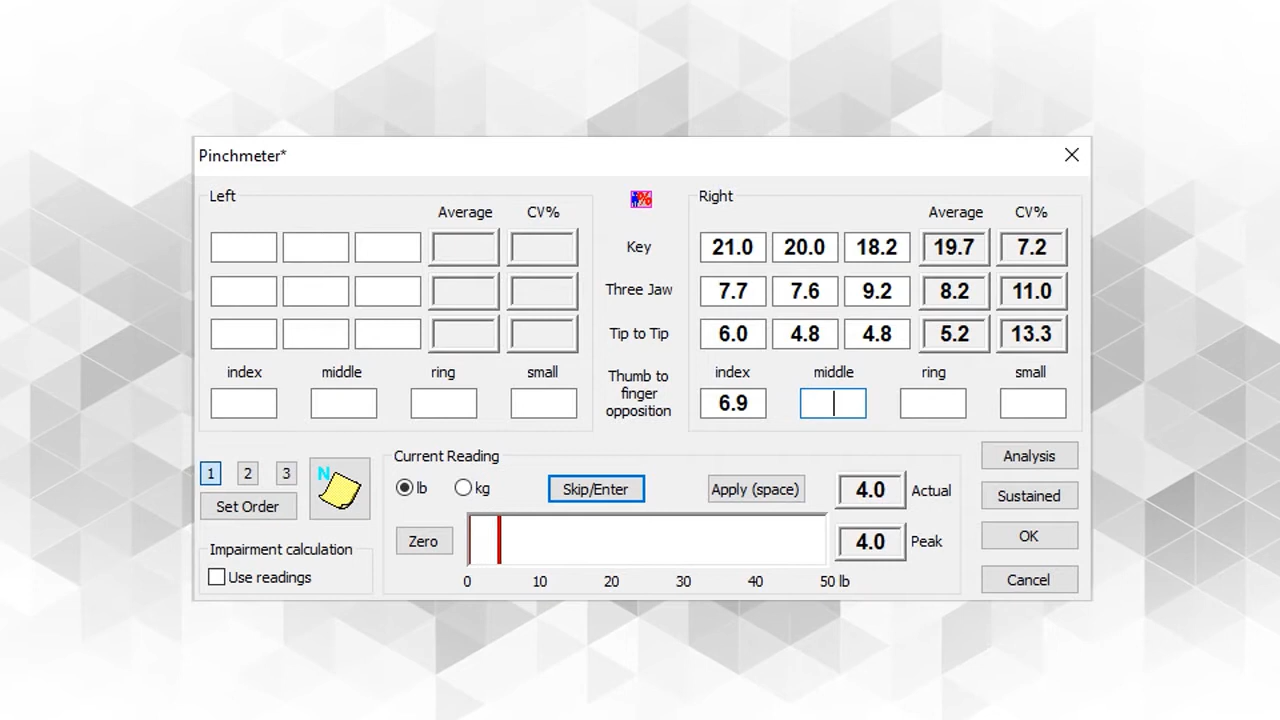 Pinchmeter*
Left
Average CV%
Key
Three Jaw
Tip to Tip
index middle ring small
Thumb to
finger
opposition
%
Right
Average CV%
21.0 20.0 18.2 19.7 7.2
7.7 7.6 9.2 8.2 11.0
6.0 4.8 4.8 5.2 13.3
index middle ring small
6.9
1 2 3
Set Order
N
Impairment calculation
Use readings
Current Reading
lb kg Skip/Enter Apply (space) 4.0 Actual
Zero 4.0 Peak
0 10 20 30 40 50 lb
Analysis
Sustained
OK
Cancel